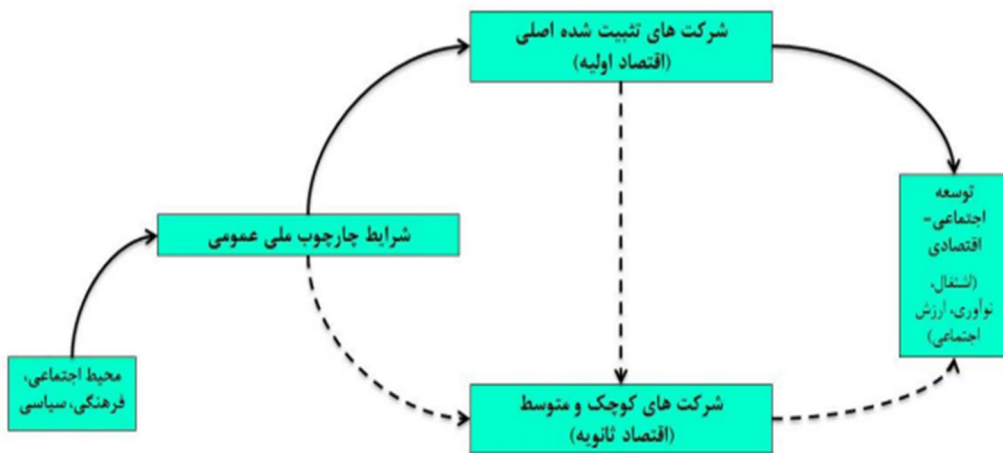 شرکت های تثبیت شده اصلی
(اقتصاد اولیه)
توسعه
اجتماعی-
اقتصادی
(اشتغال،
نوآوری، ارزش
اجتماعی)
شرایط چارچوب ملی عمومی
محیط اجتماعی،
فرهنگی، سیاسی
شرکت های کوچک و متوسط
(اقتصاد ثانویه)